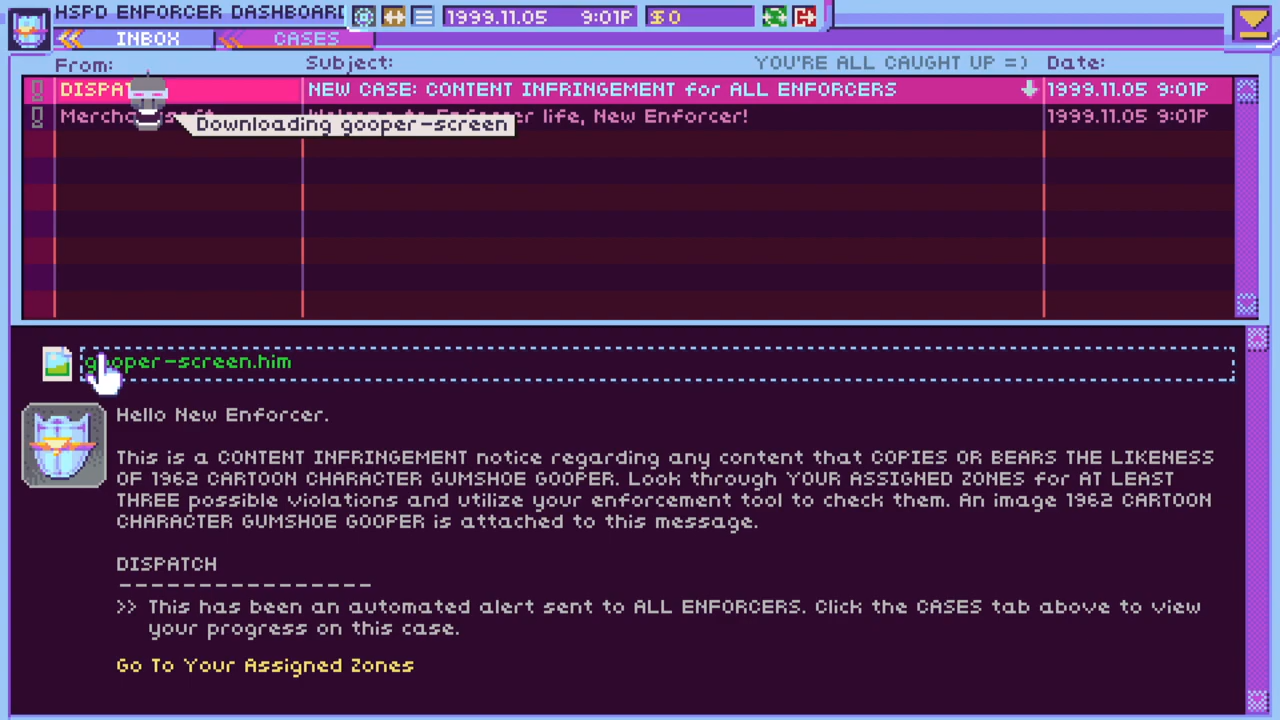 HSPD ENFORCER DASHBOARD
1999.11.05 9:01P
0
INBOX
CASES
From:
Subject:
YOU'RE ALL CAUGHT UP =)
Date:
NEW CASE: CONTENT INFRINGEMENT for ALL ENFORCERS
1999.11.05 9:01P
life, New Enforcer!
1999.11.05 9:01P
Downloading gooper-screen
gooper-screen.him
Hello New Enforcer.
This is a CONTENT INFRINGEMENT notice regarding any content that COPIES OR BEARS THE LIKENESS
OF 1962 CARTOON CHARACTER GUMSHOE GOOPER. Look through YOUR ASSIGNED ZONES for AT LEAST
THREE possible violations and utilize your enforcement tool to check them. An image 1962 CARTOON
CHARACTER GUMSHOE GOOPER is attached to this message.
DISPATCH
----------------
>> This has been an automated alert sent to ALL ENFORCERS. Click the CASES tab above to view
your progress on this case.
Go To Your Assigned Zones